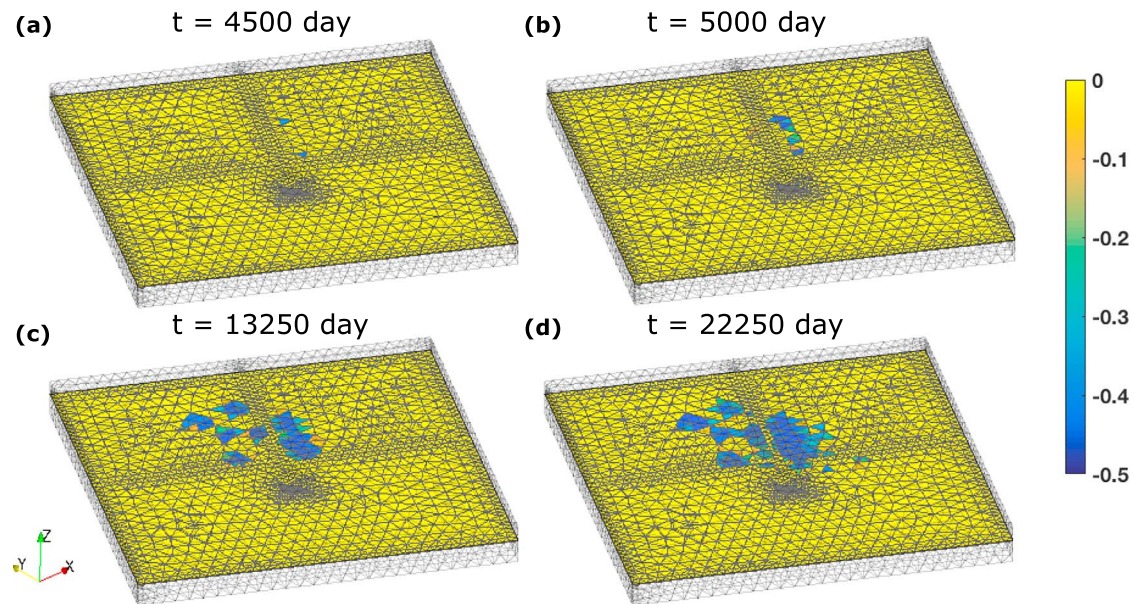 (a) t = 4500 day
(b) t = 5000 day
0
-0.1
-0.2
-0.3
-0.4
-0.5
(c) t = 13250 day
(d) t = 22250 day
Z
Y
X